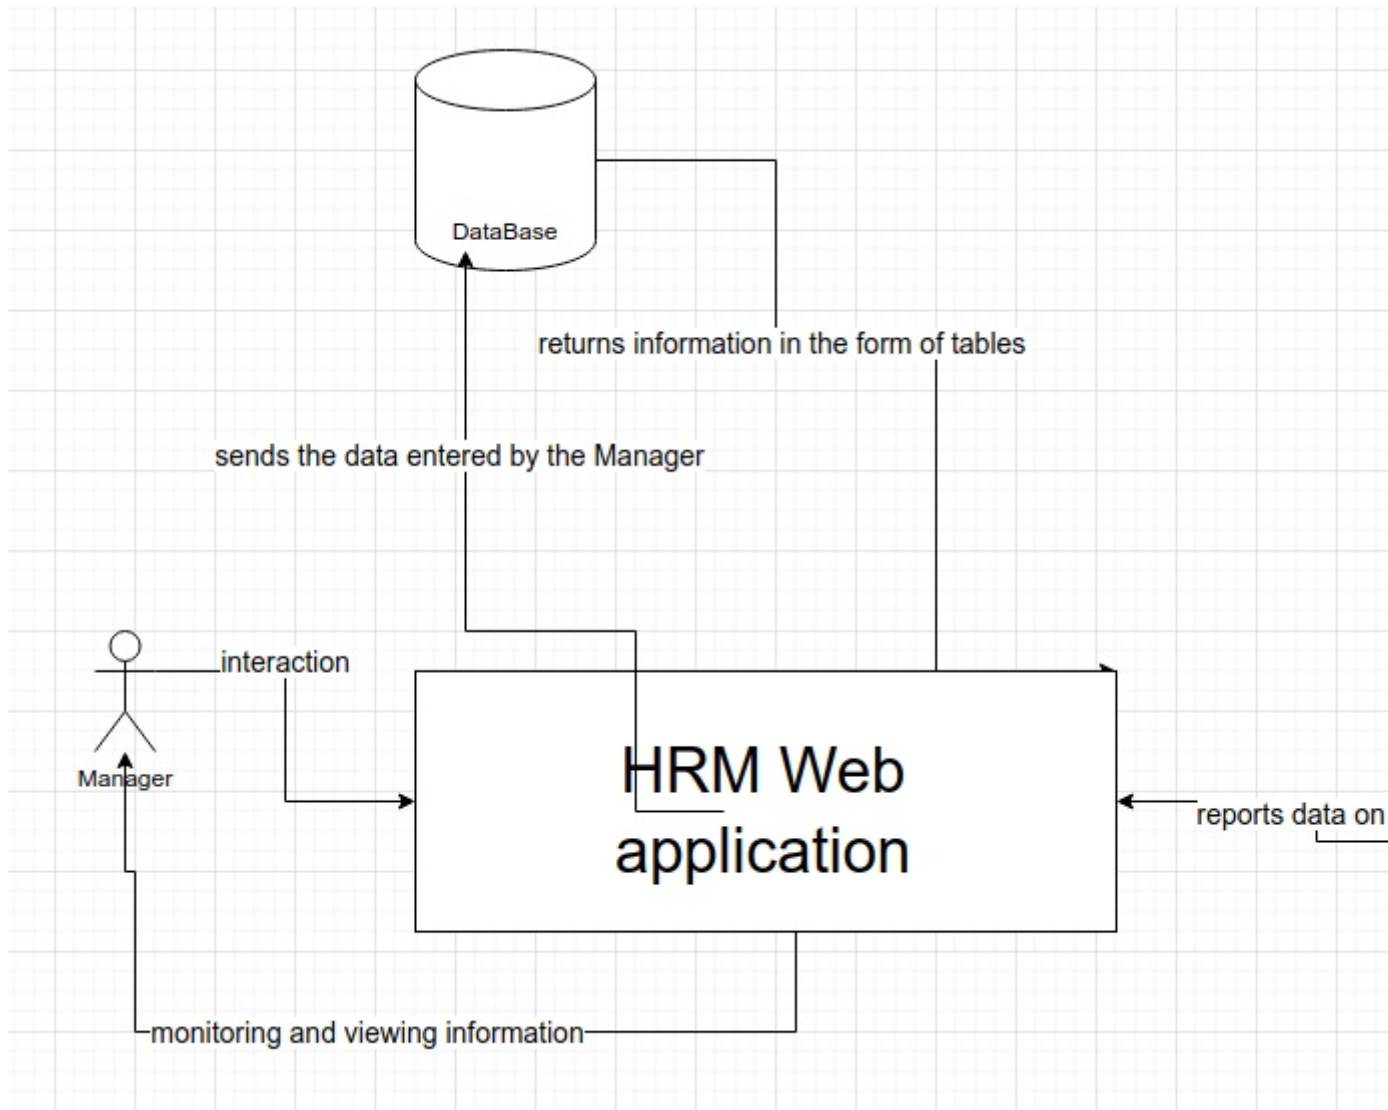 DataBase
returns information in the form of tables
sends the data entered by the Manager
interaction
Manager
HRM Web
application
reports data on
monitoring and viewing information